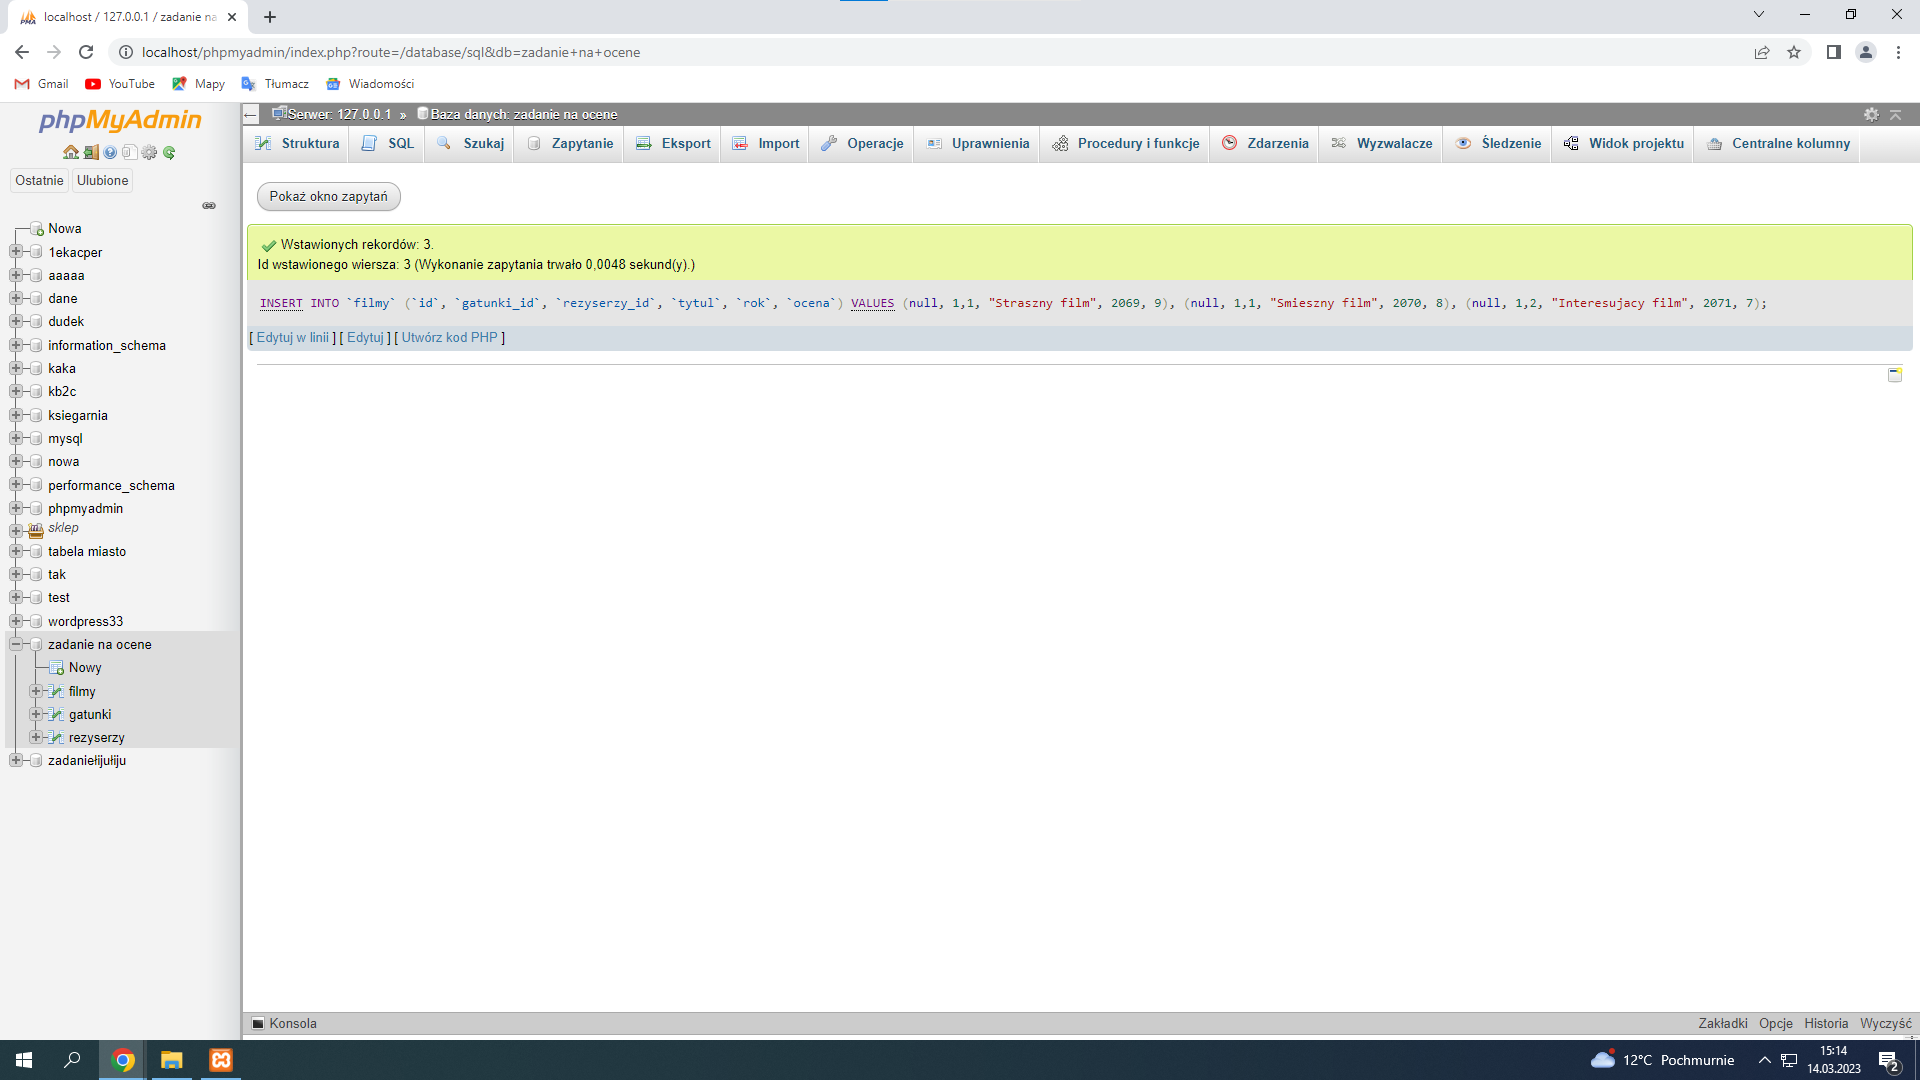 localhost / 127.0.0.1 / zadanie na
localhost/phpmyadmin/index.php?route=/database/sql&db=zadanie+na+ocene
Gmail YouTube Mapy Tłumacz Wiadomości
phpMyAdmin
Serwer: 127.0.0.1 » Baza danych: zadanie na ocene
Struktura SQL Szukaj Zapytanie Eksport Import Operacje Uprawnienia Procedury i funkcje Zdarzenia Wyzwalacze Śledzenie Widok projektu Centralne kolumny
Ostatnie Ulubione
Nowa
1ekacper
aaaaa
dane
dudek
information_schema
kaka
kb2c
ksiegarnia
mysql
nowa
performance_schema
phpmyadmin
sklep
tabela miasto
tak
test
wordpress33
zadanie na ocene
Nowy
filmy
gatunki
rezyserzy
zadaniełijułiju
Pokaż okno zapytań
Wstawionych rekordów: 3.
Id wstawionego wiersza: 3 (Wykonanie zapytania trwało 0,0048 sekund(y).)
INSERT INTO `filmy` (`id`, `gatunki_id`, `rezyserzy_id`, `tytul`, `rok`, `ocena`) VALUES (null, 1,1, "Straszny film", 2069, 9), (null, 1,1, "Smieszny film", 2070, 8), (null, 1,2, "Interesujacy film", 2071, 7);
[ Edytuj w linii ] [ Edytuj ] [ Utwórz kod PHP ]
Konsola
Zakładki Opcje Historia Wyczyść
12°C Pochmurnie
15:14
14.03.2023
2